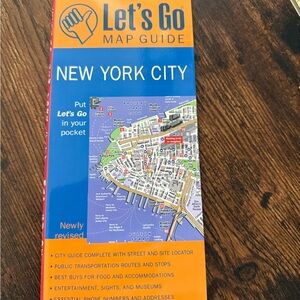 Let's Go
MAP GUIDE
NEW YORK CITY
Put
Let's Go
in your
pocket
Newly
revised
• CITY GUIDE COMPLETE WITH STREET AND SITE LOCATOR
• PUBLIC TRANSPORTATION ROUTES AND STOPS
• BEST BUYS FOR FOOD AND ACCOMMODATIONS
• ENTERTAINMENT, SIGHTS, AND MUSEUMS
• ESSENTIAL PHONE NUMBERS AND ADDRESSES